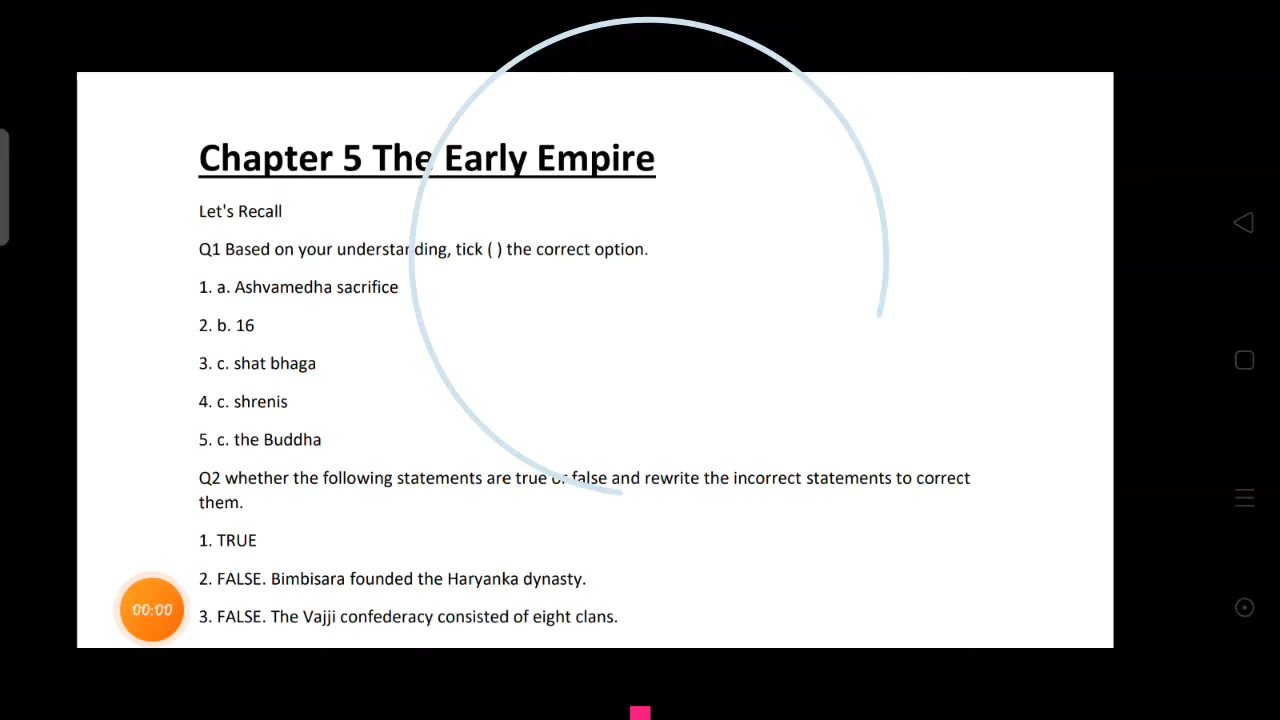 Chapter 5 The Early Empire
Let's Recall
Q1 Based on your understanding, tick ( ) the correct option.
1. a. Ashvamedha sacrifice
2. b. 16
3. c. shat bhaga
4. c. shrenis
5. c. the Buddha
Q2 whether the following statements are true or false and rewrite the incorrect statements to correct
them.
1. TRUE
2. FALSE. Bimbisara founded the Haryanka dynasty.
3. FALSE. The Vajji confederacy consisted of eight clans.
00:00